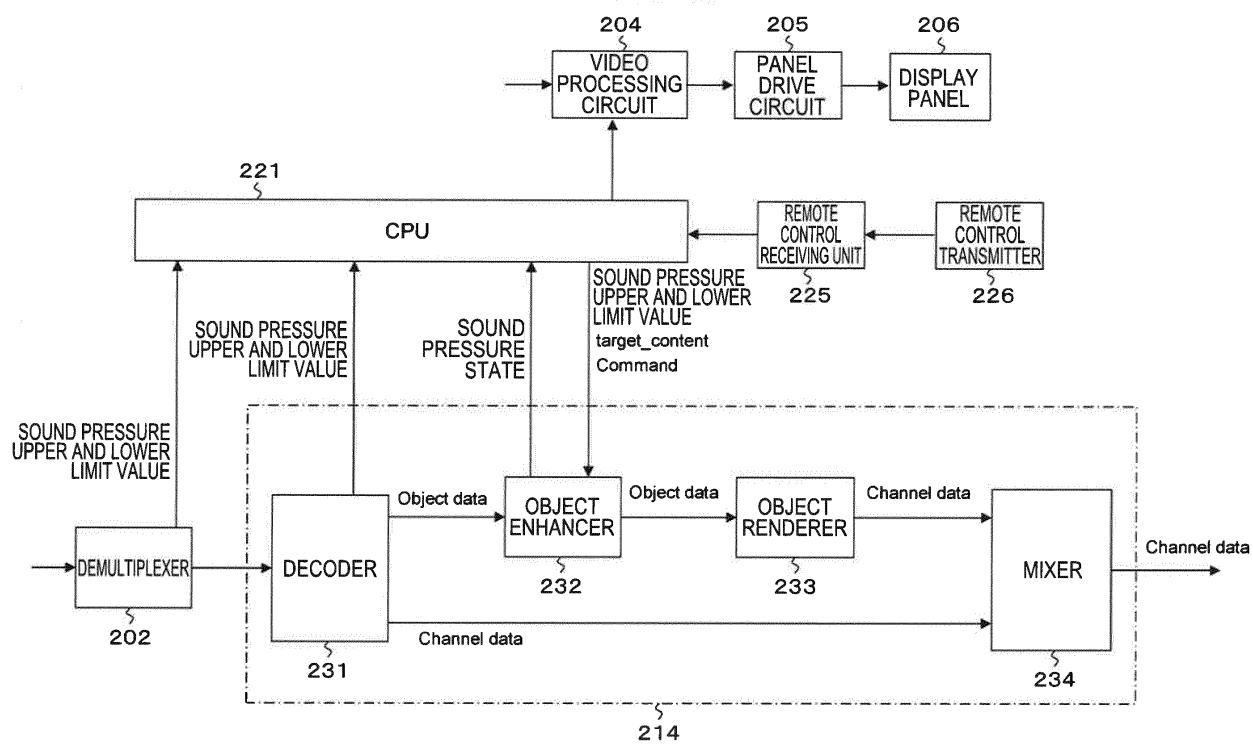 204
205
206
VIDEO
PROCESSING
CIRCUIT
PANEL
DRIVE
CIRCUIT
DISPLAY
PANEL
221
CPU
REMOTE
CONTROL
RECEIVING UNIT
REMOTE
CONTROL
TRANSMITTER
225
226
SOUND PRESSURE
UPPER AND LOWER
LIMIT VALUE
target_content
Command
SOUND PRESSURE
UPPER AND LOWER
LIMIT VALUE
SOUND
PRESSURE
STATE
SOUND PRESSURE
UPPER AND LOWER
LIMIT VALUE
Object data
OBJECT
ENHANCER
Object data
OBJECT
RENDERER
Channel data
DEMULTIPLEXER
DECODER
232
233
MIXER
Channel data
202
231
Channel data
234
214